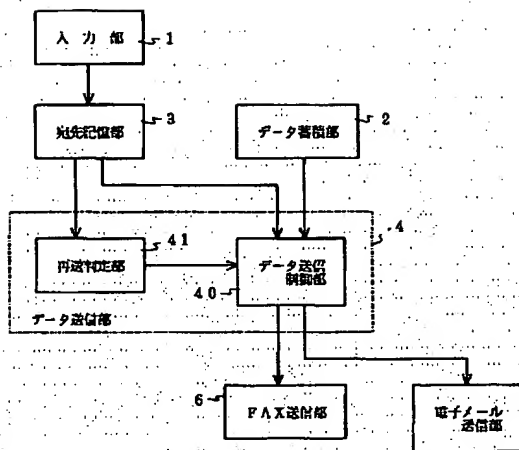 入力部
1
宛先記憶部
3
データ蓄積部
2
4
再送判定部
41
データ送信
制御部
40
データ送信部
6
FAX送信部
電子メール
送信部